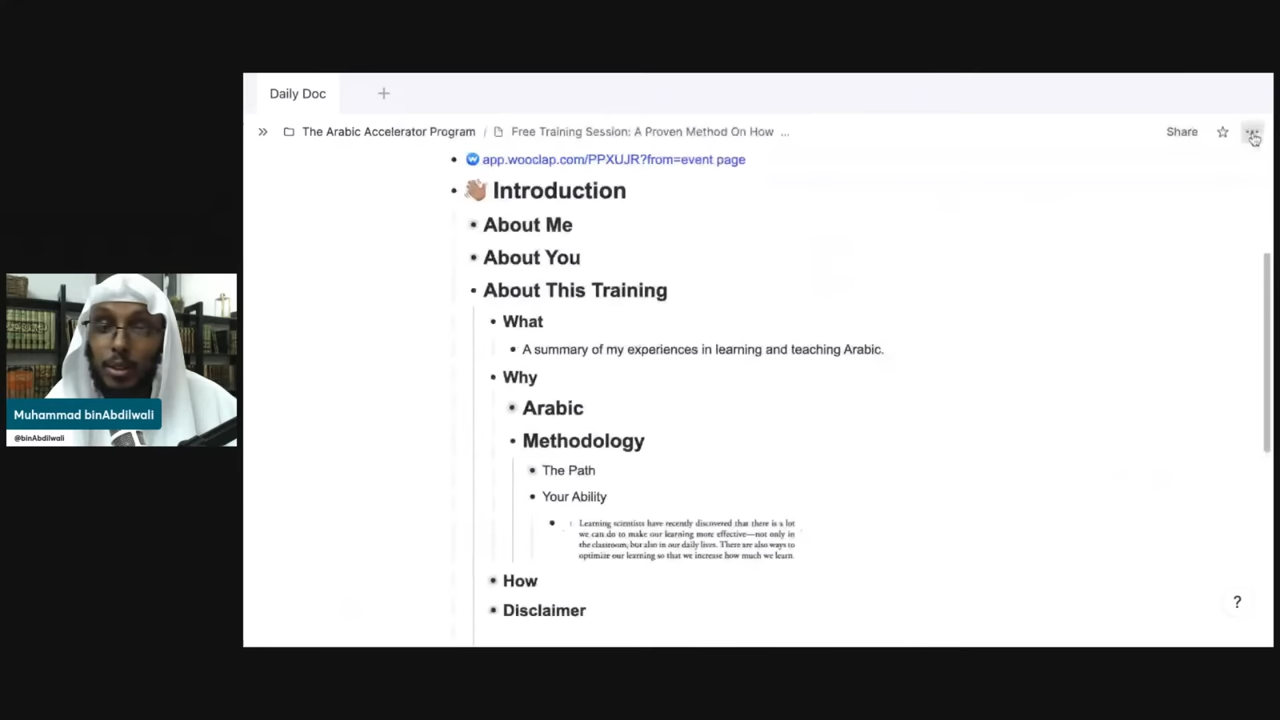 Daily Doc
The Arabic Accelerator Program / Free Training Session: A Proven Method On How ...
Share
app.wooclap.com/PPXUJR?from=event page
👋🏽 Introduction
About Me
About You
About This Training
What
A summary of my experiences in learning and teaching Arabic.
Why
Arabic
Methodology
The Path
Your Ability
Learning scientists have recently discovered that there is a lot
we can do to make our learning more effective—not only in
the classroom, but also in our daily lives. There are also ways to
optimize our learning so that we increase how much we learn.
How
Disclaimer
?
Muhammad binAbdilwali
@binAbdilwali